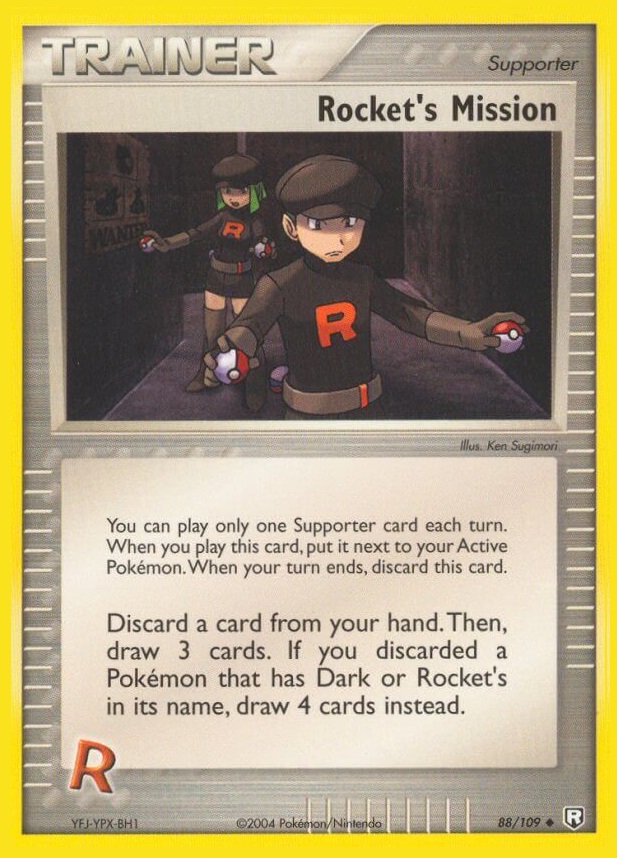 TRAINER
Supporter
Rocket's Mission
R
R
Illus. Ken Sugimori
You can play only one Supporter card each turn.
When you play this card, put it next to your Active
Pokémon. When your turn ends, discard this card.
Discard a card from your hand. Then,
draw 3 cards. If you discarded a
Pokémon that has Dark or Rocket's
in its name, draw 4 cards instead.
R
YFJ-YPX-BH1
©2004 Pokémon/Nintendo
88/109
R